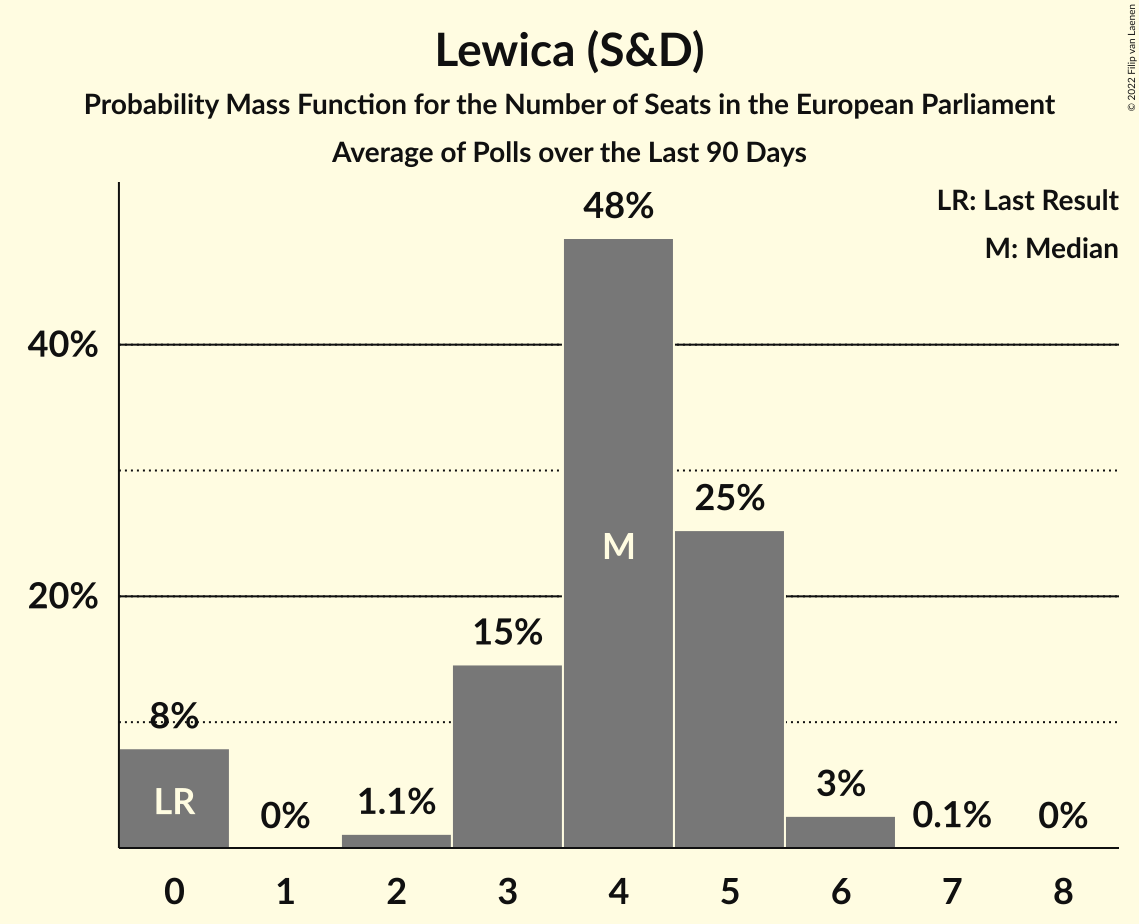 Lewica (S&D)
Probability Mass Function for the Number of Seats in the European Parliament
Average of Polls over the Last 90 Days
© 2022 Filip van Laenen
LR: Last Result
M: Median
48%
40%
25%
M
20%
15%
8%
LR
0%
1.1%
3%
0.1%
0%
0 1 2 3 4 5 6 7 8